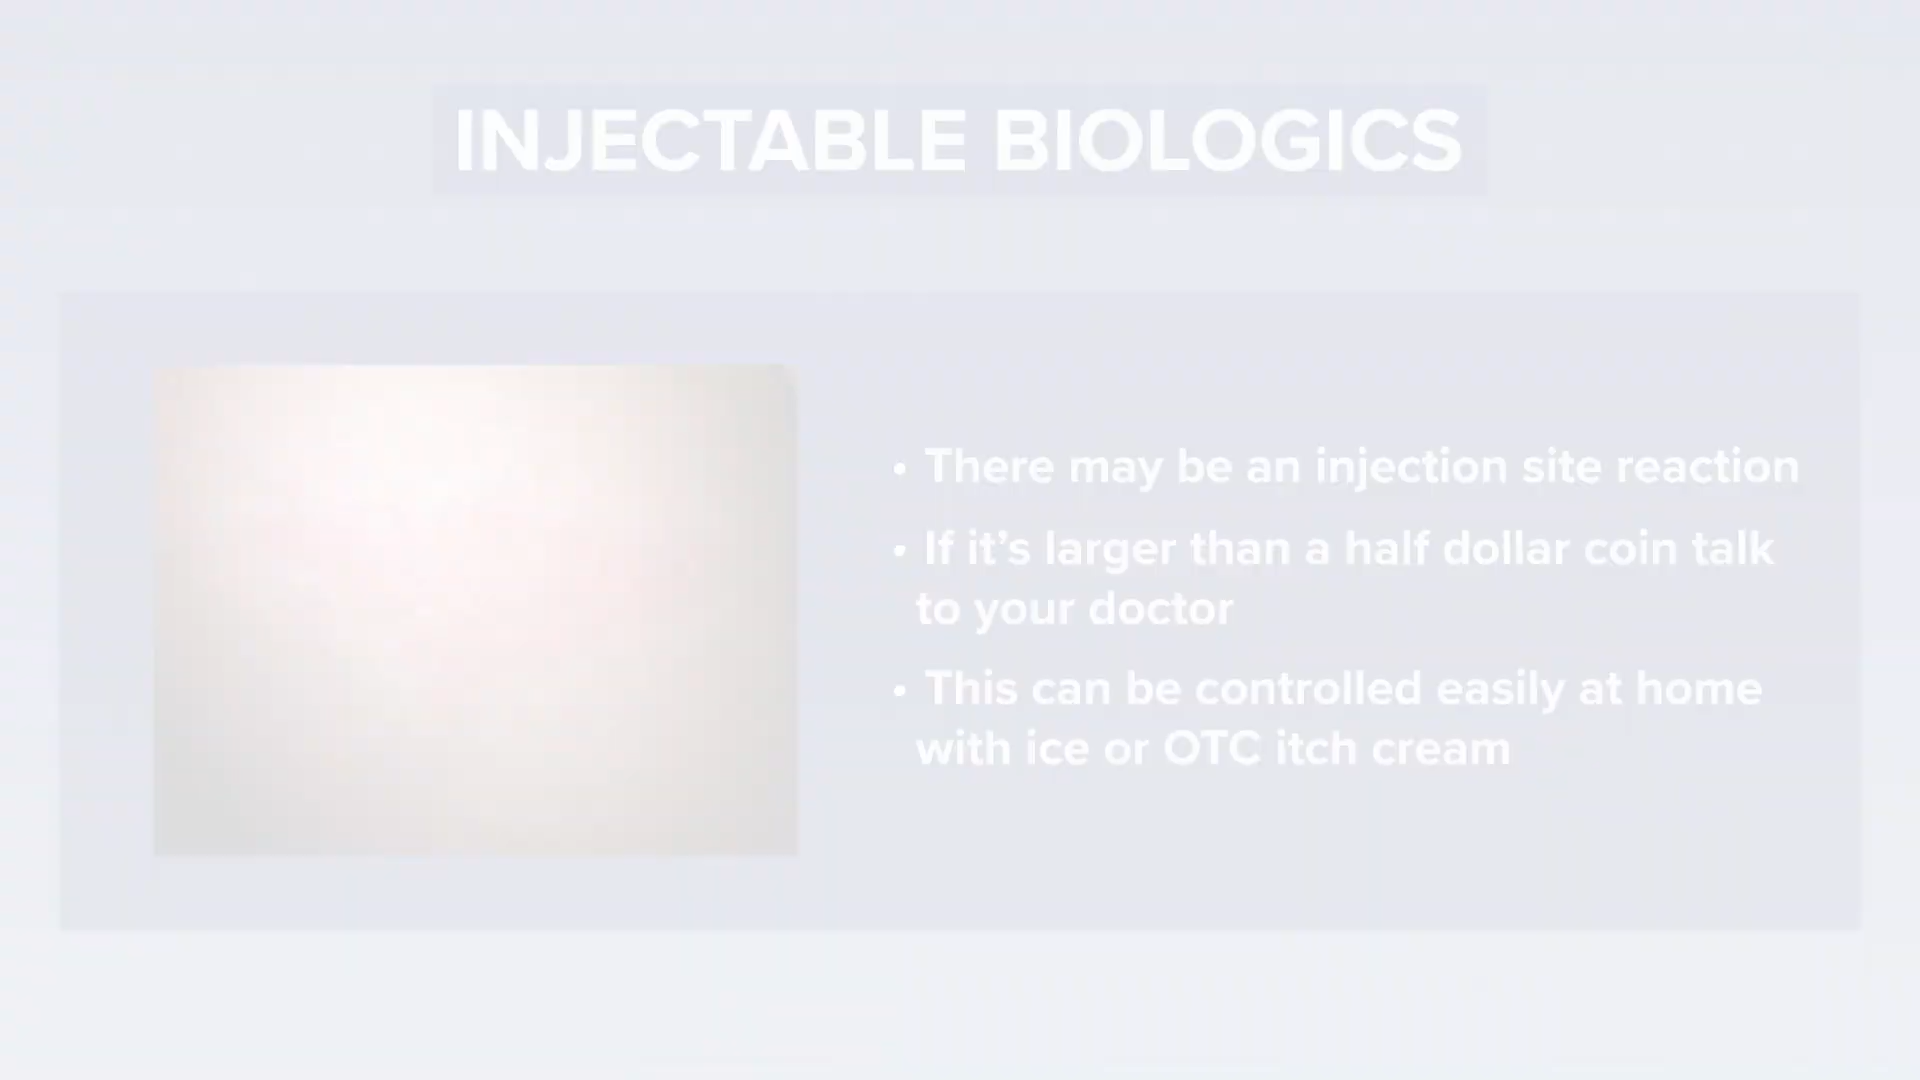 INJECTABLE BIOLOGICS
• There may be an injection site reaction
• If it’s larger than a half dollar coin talk
to your doctor
• This can be controlled easily at home
with ice or OTC itch cream